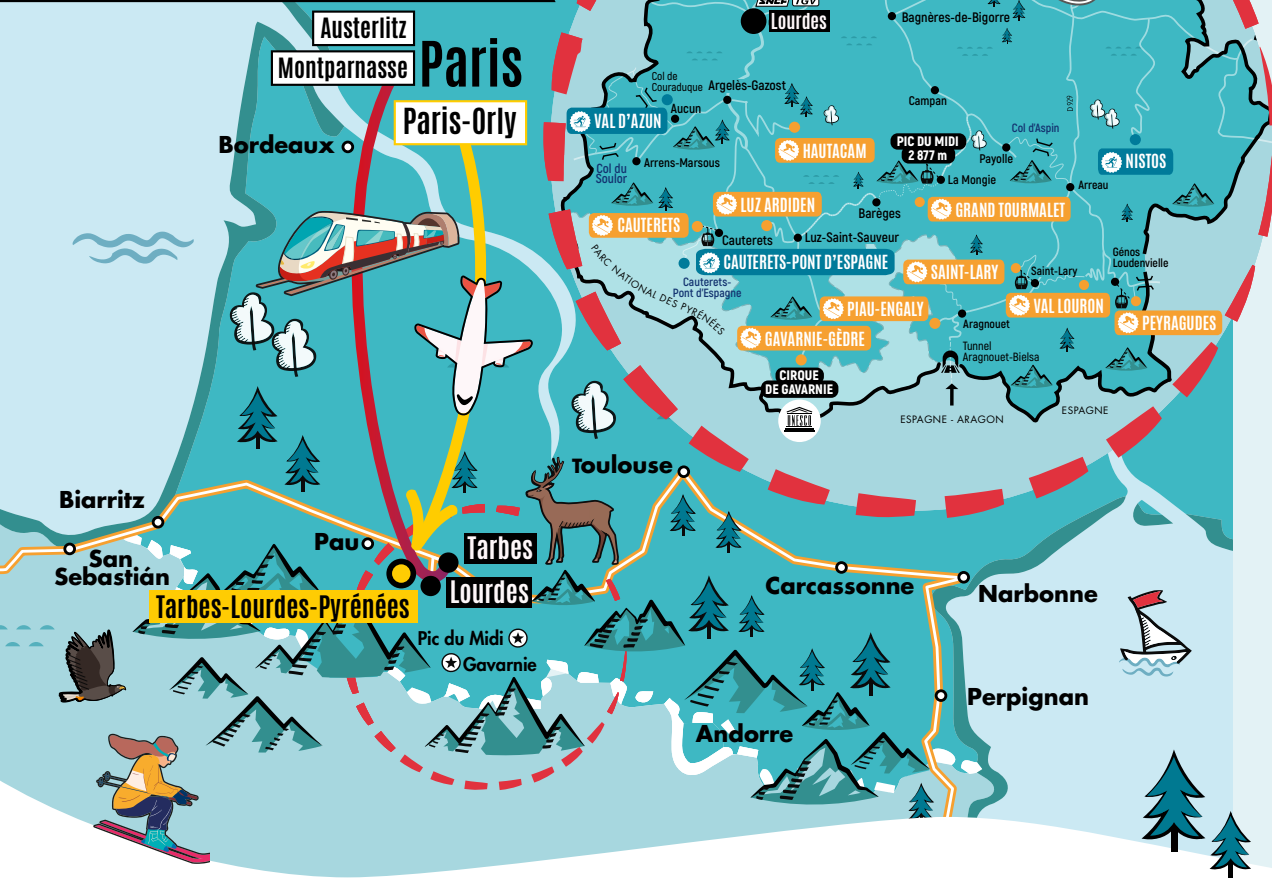 SNCF TGV
Lourdes
Bagnères-de-Bigorre
Austerlitz
Montparnasse
Paris
Paris-Orly
Bordeaux
Col de
Couraduque
Argelès-Gazost
Aucun
VAL D'AZUN
Campan
D 929
HAUTACAM
PIC DU MIDI
2 877 m
Col d'Aspin
Payolle
NISTOS
Arrens-Marsous
Col du
Soulor
La Mongie
Arreau
LUZ ARDIDEN
Barèges
GRAND TOURMALET
CAUTERETS
Cauterets
Luz-Saint-Sauveur
CAUTERETS-PONT D'ESPAGNE
Cauterets-
Pont d'Espagne
PARC NATIONAL DES PYRÉNÉES
SAINT-LARY
Saint-Lary
Génos
Loudenvielle
PIAU-ENGALY
VAL LOURON
PEYRAGUDES
Aragnouet
GAVARNIE-GÈDRE
Tunnel
Aragnouet-Bielsa
CIRQUE
DE GAVARNIE
UNESCO
ESPAGNE - ARAGON
ESPAGNE
Toulouse
Biarritz
San
Sebastián
Pau
Tarbes
Lourdes
Tarbes-Lourdes-Pyrénées
Carcassonne
Narbonne
Pic du Midi
Gavarnie
Perpignan
Andorre